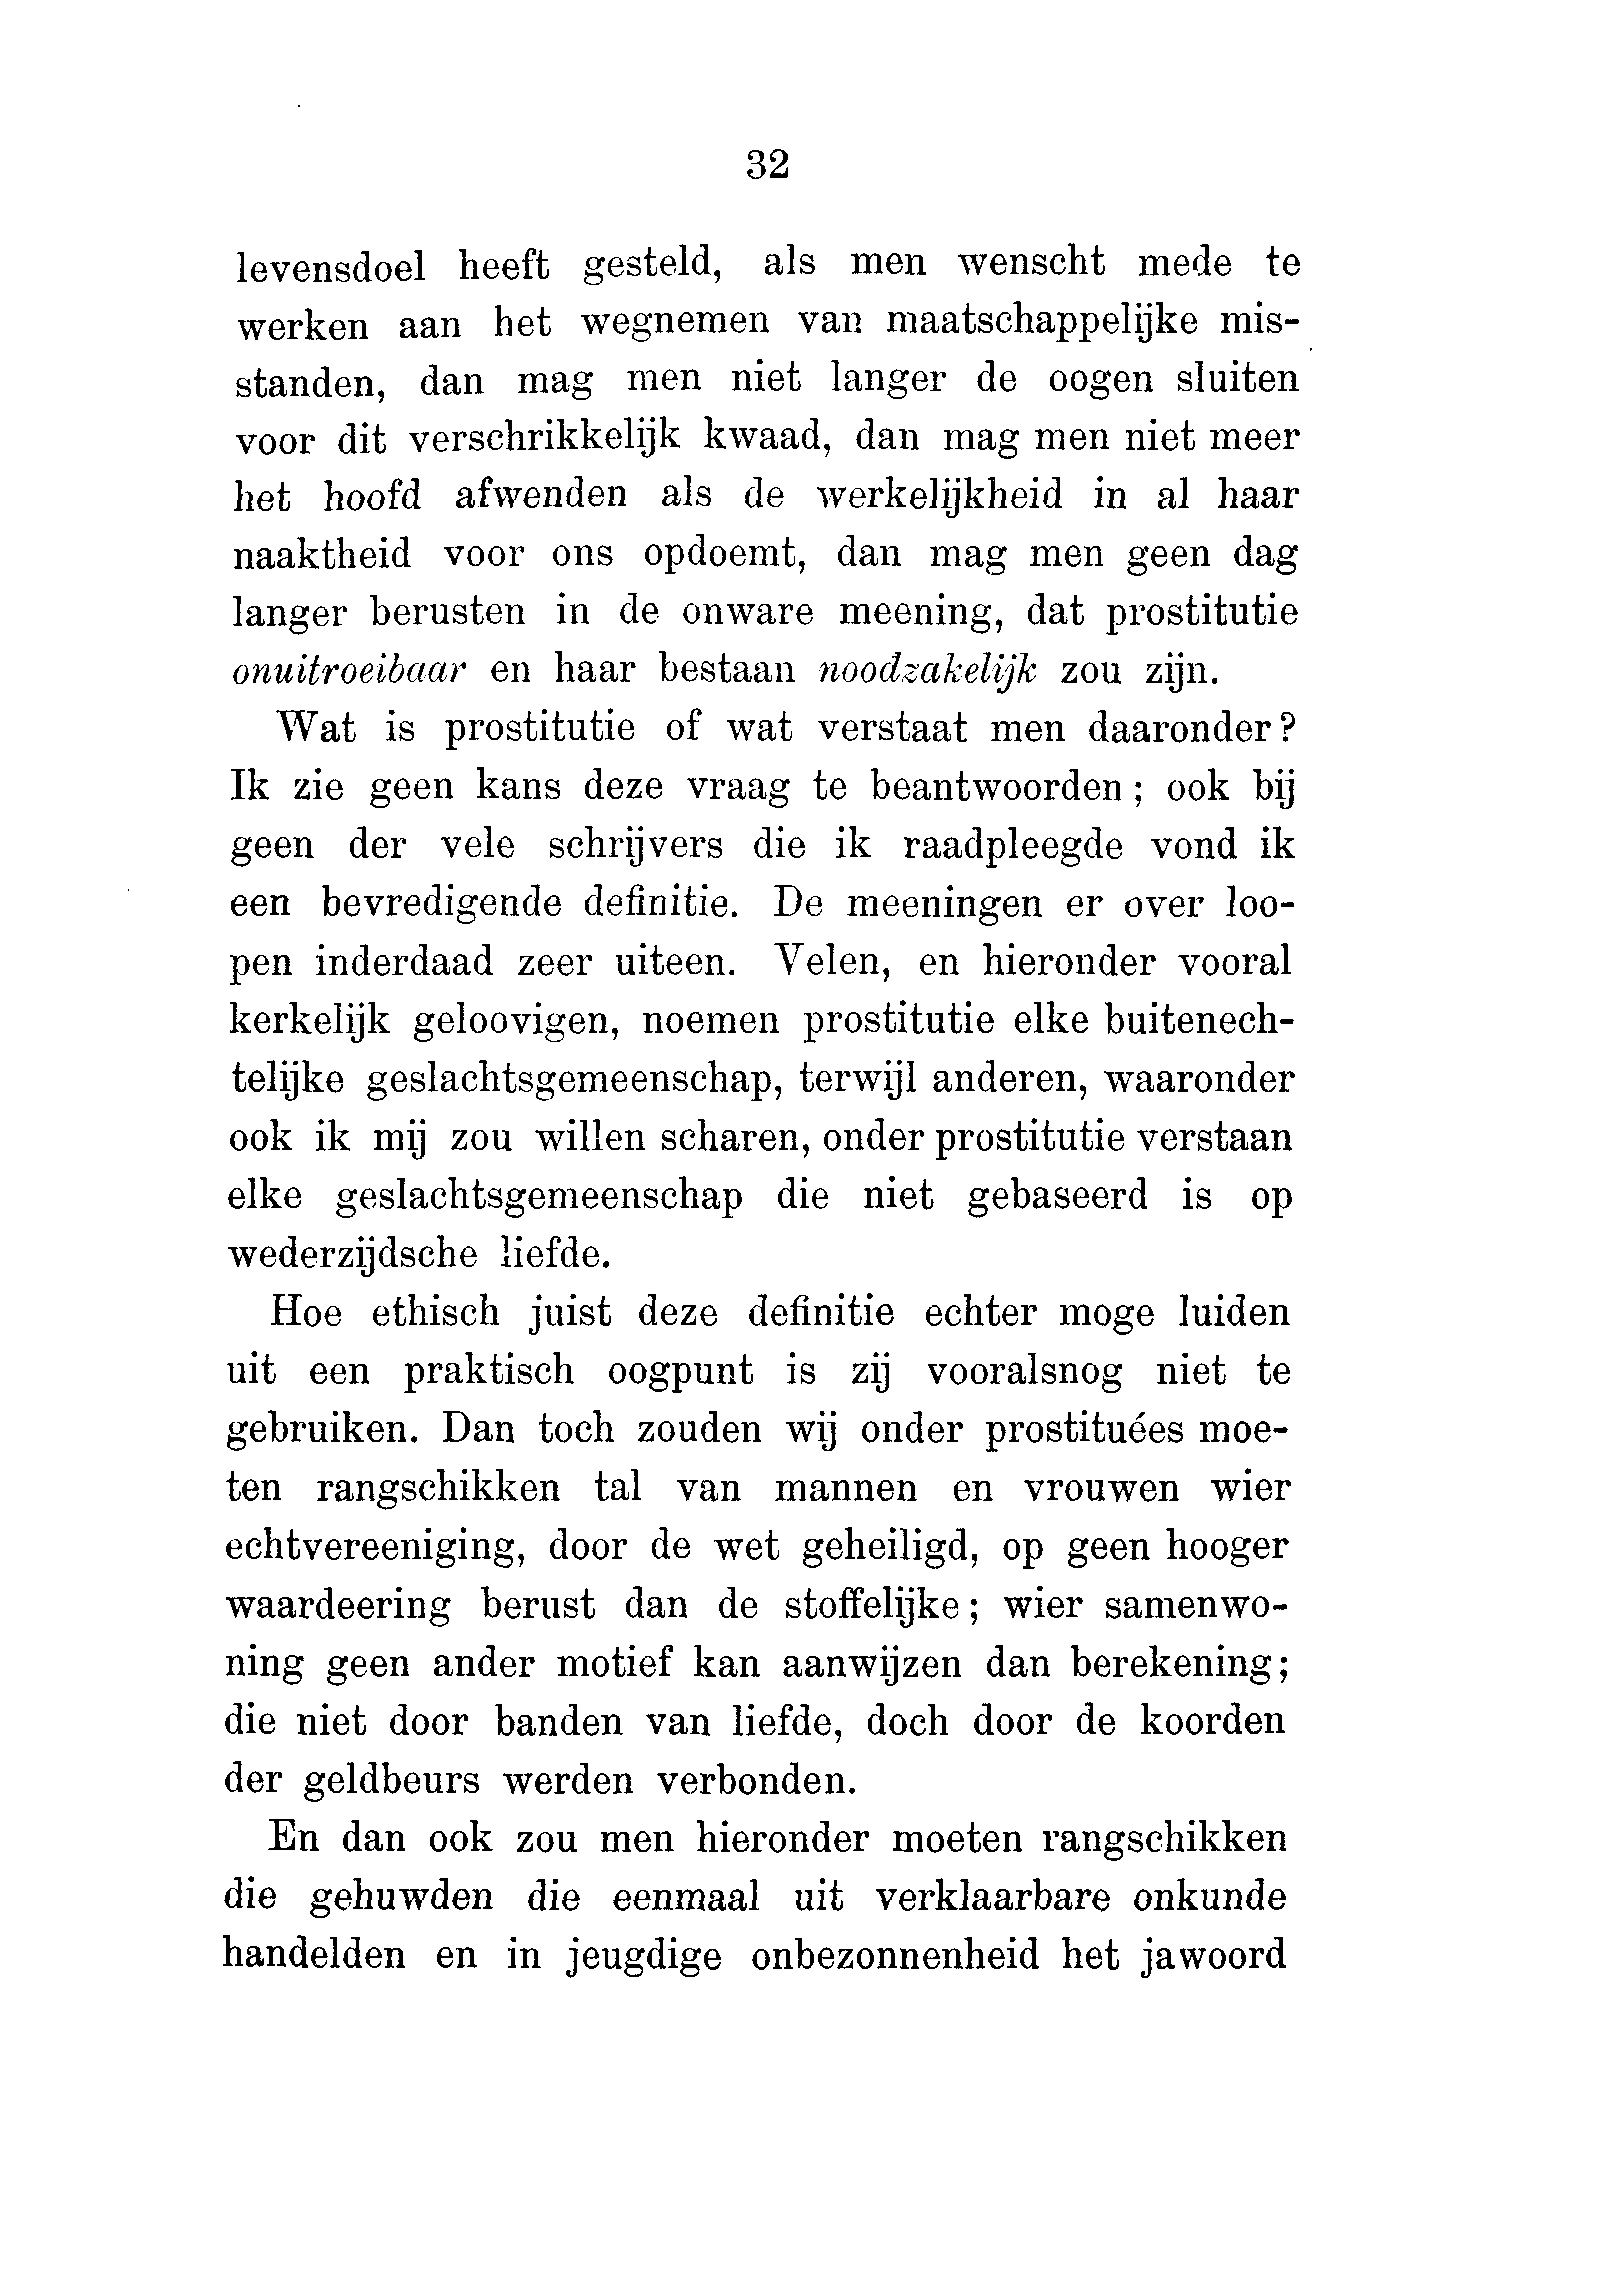 32
levensdoel heeft gesteld, als men wenscht mede te
werken aan het wegnemen van maatschappelijke mis-
standen, dan mag men niet langer de oogen sluiten
voor dit verschrikkelijk kwaad, dan mag men niet meer
het hoofd afwenden als de werkelijkheid in al haar
naaktheid voor ons opdoemt, dan mag men geen dag
langer berusten in de onware meening, dat prostitutie
onuitroeibaar en haar bestaan noodzakelijk zou zijn.
Wat is prostitutie of wat verstaat men daaronder?
Ik zie geen kans deze vraag te beantwoorden; ook bij
geen der vele schrijvers die ik raadpleegde vond ik
een bevredigende definitie. De meeningen er over loo-
pen inderdaad zeer uiteen. Velen, en hieronder vooral
kerkelijk geloovigen, noemen prostitutie elke buitenech-
telijke geslachtsgemeenschap, terwijl anderen, waaronder
ook ik mij zou willen scharen, onder prostitutie verstaan
elke geslachtsgemeenschap die niet gebaseerd is op
wederzijdsche liefde.
Hoe ethisch juist deze definitie echter moge luiden
uit een praktisch oogpunt is zij vooralsnog niet te
gebruiken. Dan toch zouden wij onder prostituées moe-
ten rangschikken tal van mannen en vrouwen wier
echtvereeniging, door de wet geheiligd, op geen hooger
waardeering berust dan de stoffelijke; wier samenwo-
ning geen ander motief kan aanwijzen dan berekening;
die niet door banden van liefde, doch door de koorden
der geldbeurs werden verbonden.
En dan ook zou men hieronder moeten rangschikken
die gehuwden die eenmaal uit verklaarbare onkunde
handelden en in jeugdige onbezonnenheid het jawoord